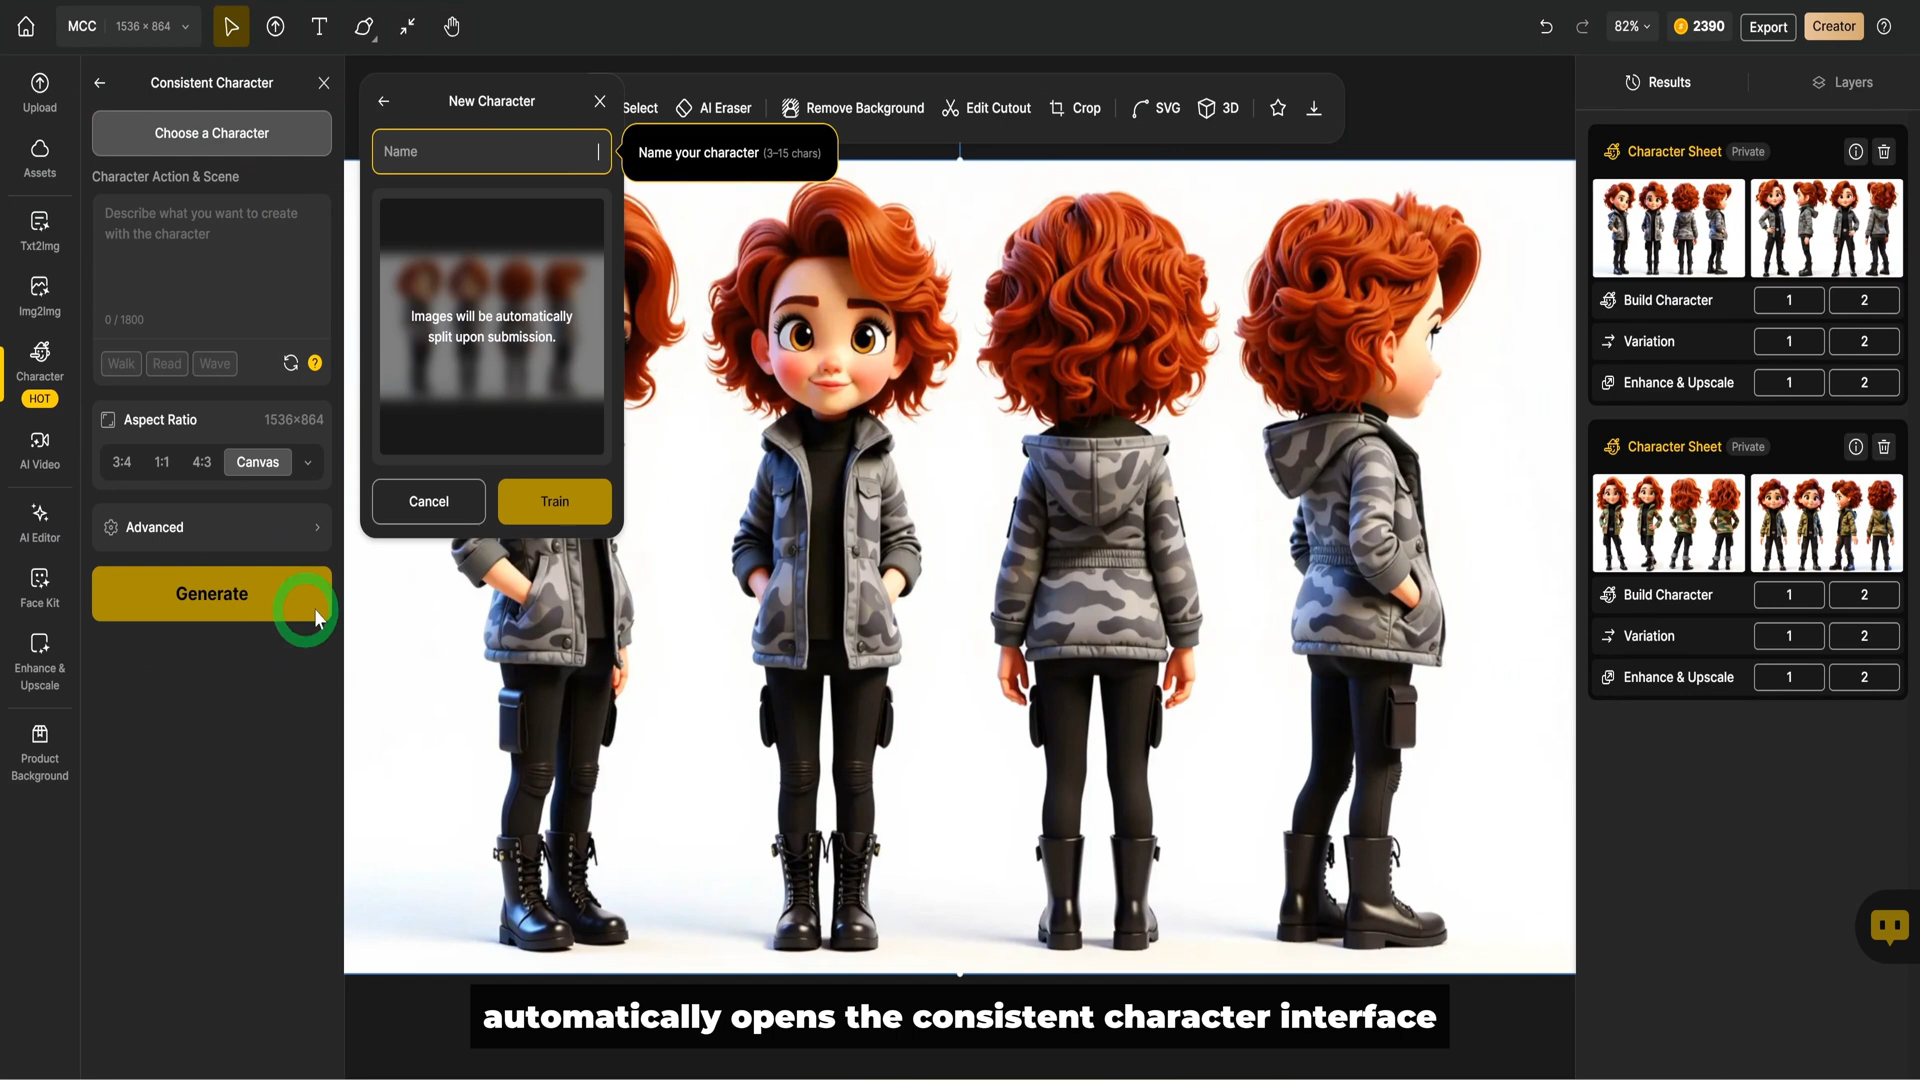 MCC
1536 × 864
82%
2390
Export
Creator
Upload
Assets
Txt2Img
Img2Img
Character
HOT
AI Video
AI Editor
Face Kit
Enhance &
Upscale
Product
Background
Consistent Character
Choose a Character
Character Action & Scene
Describe what you want to create
with the character
0 / 1800
Walk
Read
Wave
?
Aspect Ratio
1536×864
3:4
1:1
4:3
Canvas
Advanced
Generate
New Character
Name
Images will be automatically
split upon submission.
Cancel
Train
Name your character (3–15 chars)
Select
AI Eraser
Remove Background
Edit Cutout
Crop
SVG
3D
Results
Layers
Character Sheet
Private
Build Character
1
2
Variation
1
2
Enhance & Upscale
1
2
Character Sheet
Private
Build Character
1
2
Variation
1
2
Enhance & Upscale
1
2
automatically opens the consistent character interface